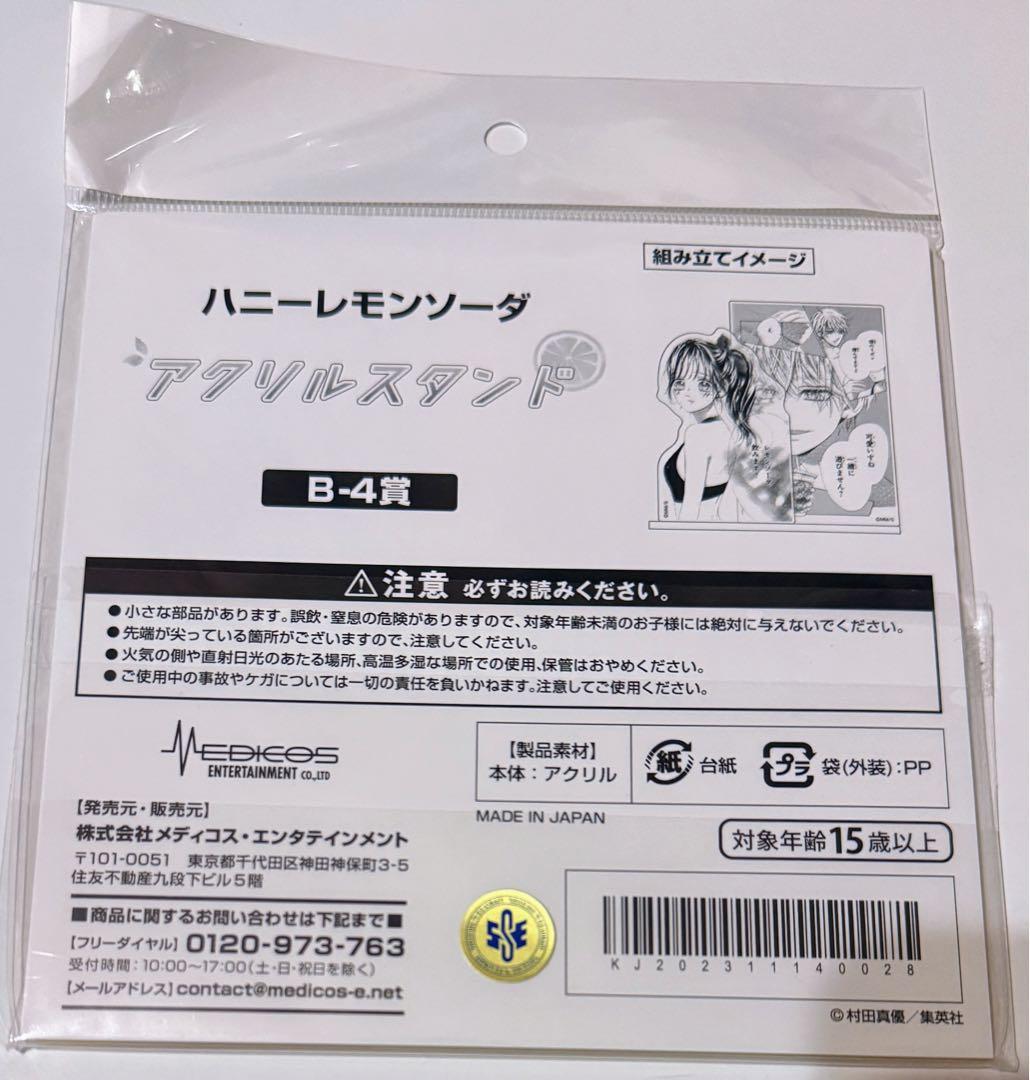 組み立てイメージ
ハニーレモンソーダ
アクリルスタンド
B-4賞
可愛いすね
一緒に
遊びません?
注意 必ずお読みください。
●小さな部品があります。誤飲・窒息の危険がありますので、対象年齢未満のお子様には絶対に与えないでください。
●先端が尖っている箇所がございますので、注意してください。
●火気の側や直射日光のあたる場所、高温多湿な場所での使用、保管はおやめください。
●ご使用中の事故やケガについては一切の責任を負いかねます。注意してご使用ください。
MEDICOS
ENTERTAINMENT CO.,LTD
【製品素材】
本体:アクリル
紙 台紙
プラ 袋(外装):PP
MADE IN JAPAN
対象年齢15歳以上
【発売元・販売元】
株式会社メディコス・エンタテインメント
〒101-0051 東京都千代田区神田神保町3-5
住友不動産九段下ビル5階
■商品に関するお問い合わせは下記まで■
【フリーダイヤル】0120-973-763
受付時間:10:00~17:00(土・日・祝日を除く)
【メールアドレス】contact@medicos-e.net
KJ202311140028
©村田真優/集英社